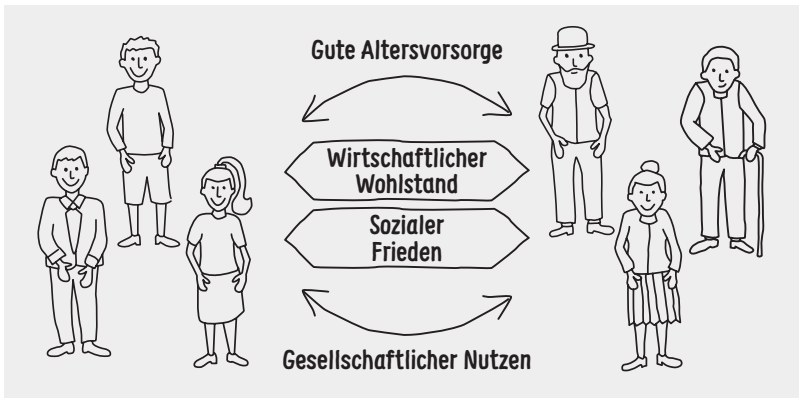 Gute Altersvorsorge
Wirtschaftlicher
Wohlstand
Sozialer
Frieden
Gesellschaftlicher Nutzen